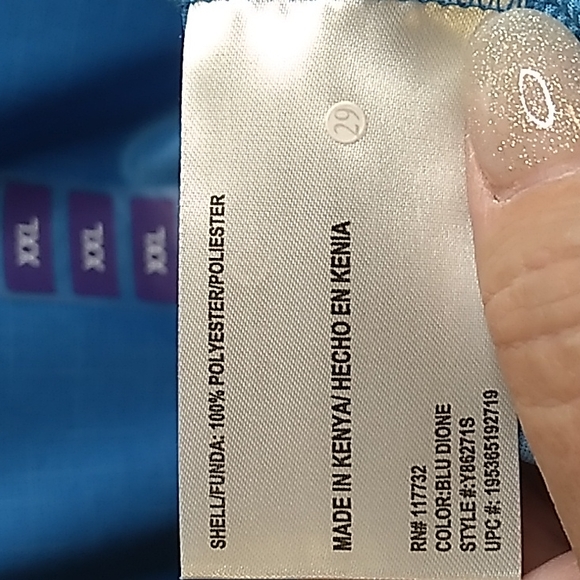 XXL
XXL
XXL
29
SHELL/FUNDA: 100% POLYESTER/POLIESTER
MADE IN KENYA/ HECHO EN KENIA
RN# 117732
COLOR:BLU DIONE
STYLE #:Y86271S
UPC #: 195365192719